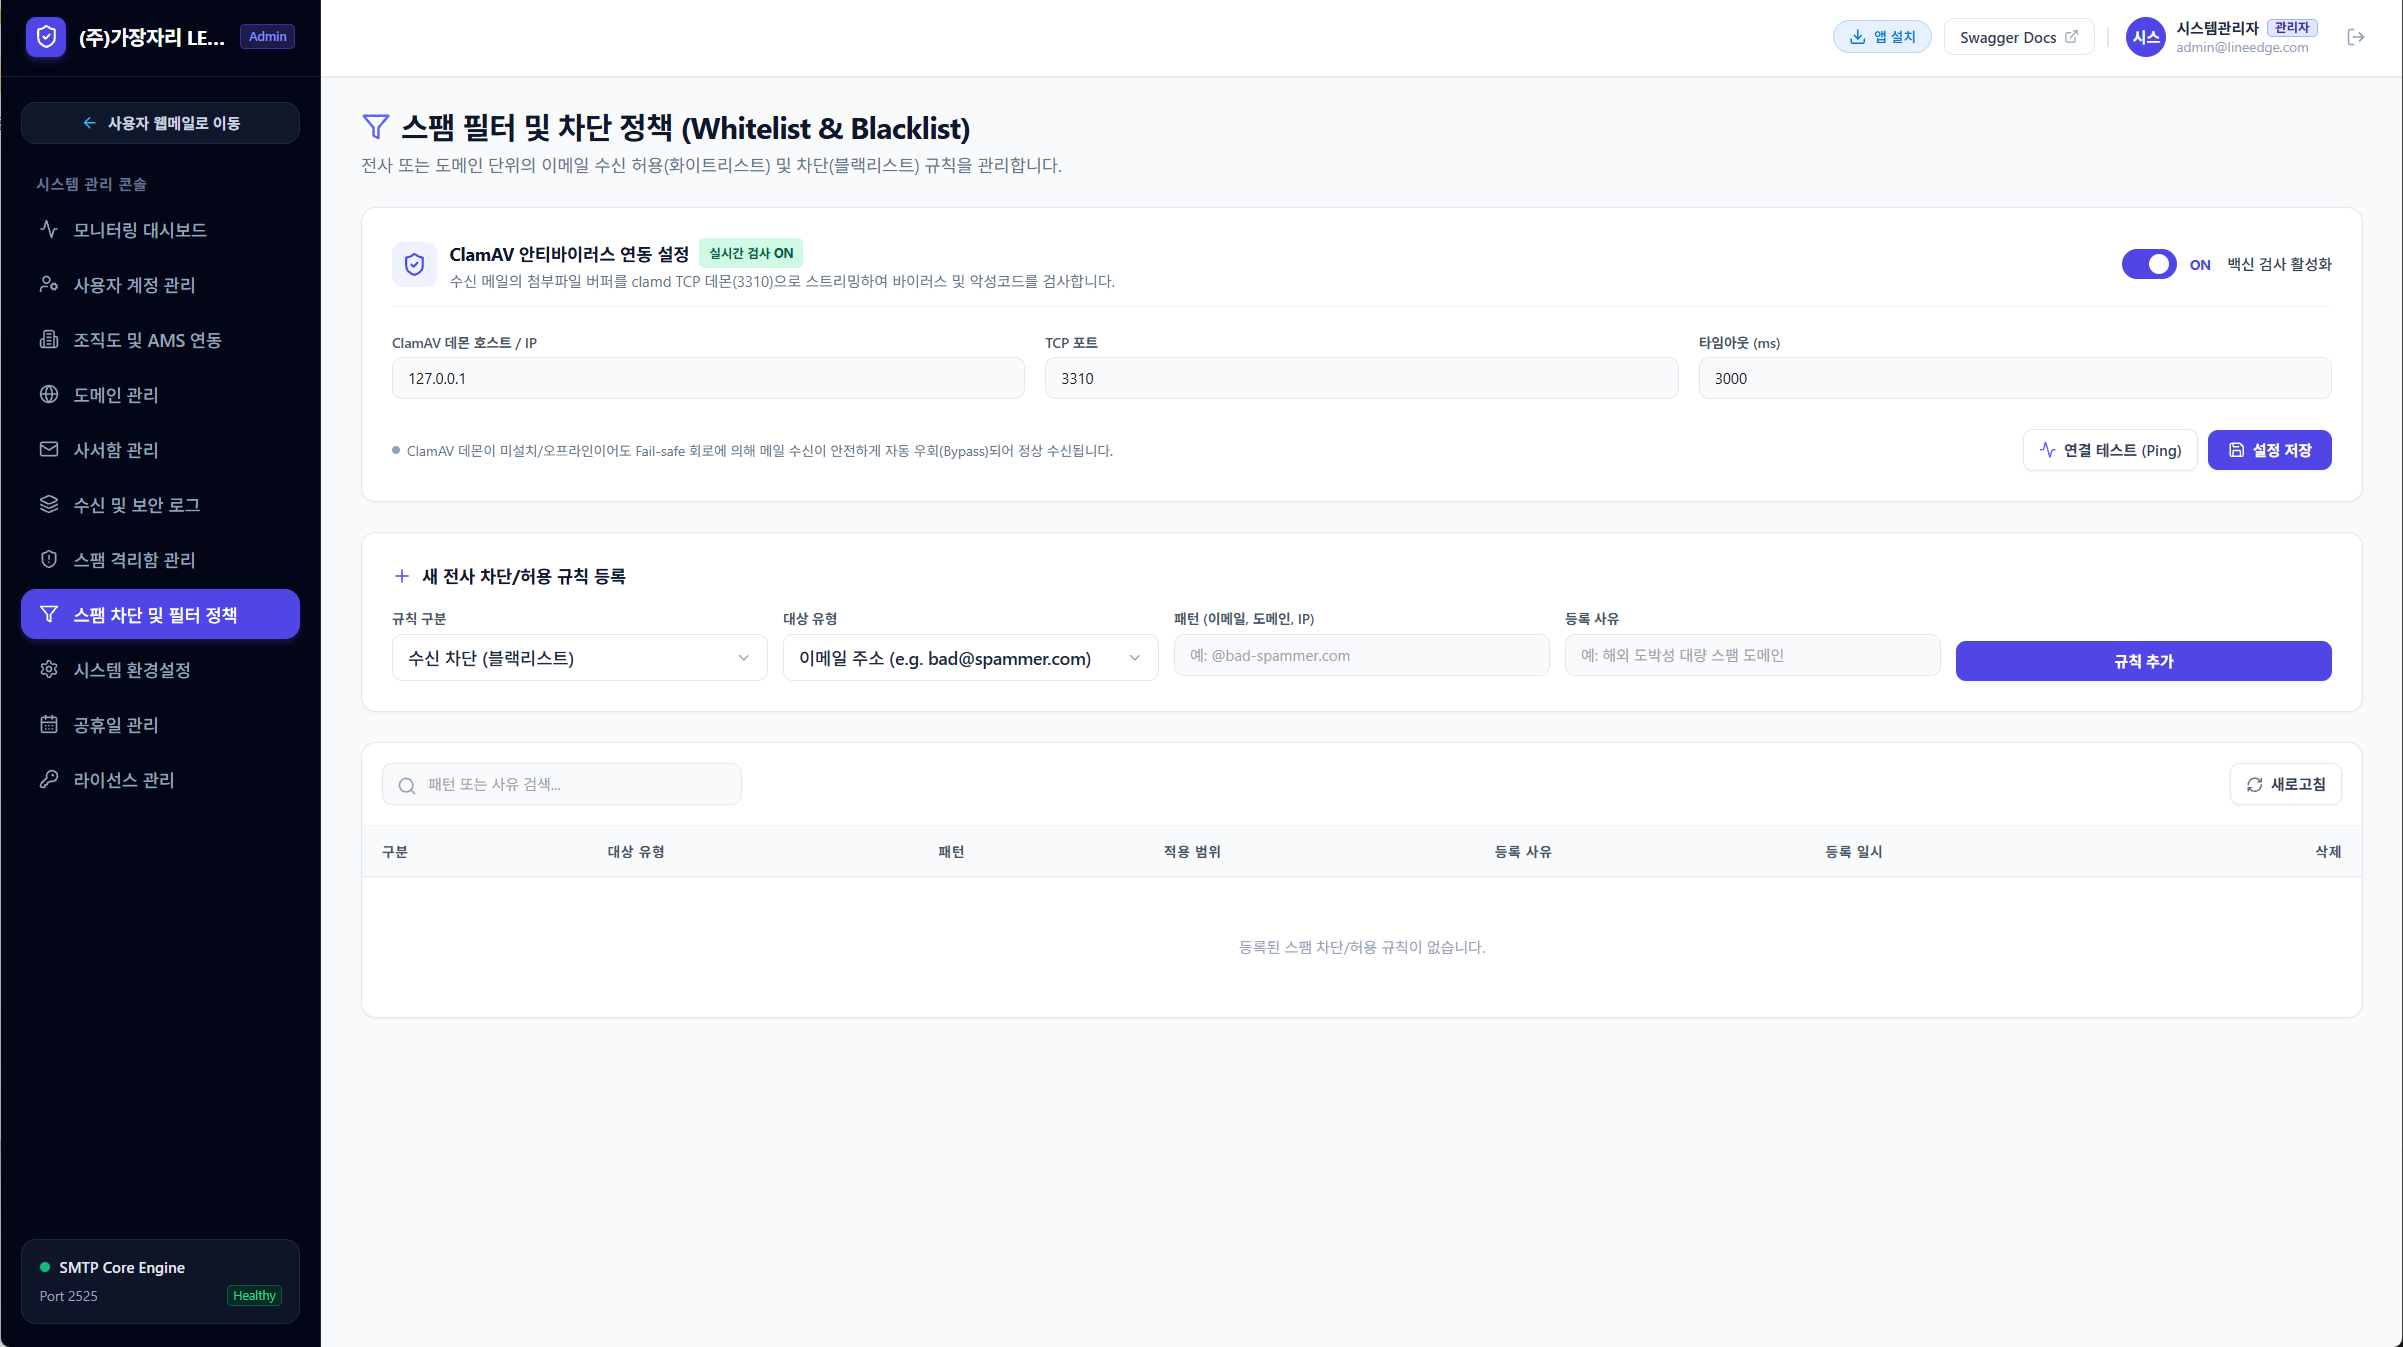 (주)가장자리 LE...
Admin
앱 설치
Swagger Docs
시스
시스템관리자
관리자
admin@lineedge.com
사용자 웹메일로 이동
시스템 관리 콘솔
모니터링 대시보드
사용자 계정 관리
조직도 및 AMS 연동
도메인 관리
사서함 관리
수신 및 보안 로그
스팸 격리함 관리
스팸 차단 및 필터 정책
시스템 환경설정
공휴일 관리
라이선스 관리
SMTP Core Engine
Port 2525
Healthy
스팸 필터 및 차단 정책 (Whitelist & Blacklist)
전사 또는 도메인 단위의 이메일 수신 허용(화이트리스트) 및 차단(블랙리스트) 규칙을 관리합니다.
ClamAV 안티바이러스 연동 설정
실시간 검사 ON
수신 메일의 첨부파일 버퍼를 clamd TCP 데몬(3310)으로 스트리밍하여 바이러스 및 악성코드를 검사합니다.
ON
백신 검사 활성화
ClamAV 데몬 호스트 / IP
TCP 포트
타임아웃 (ms)
127.0.0.1
3310
3000
ClamAV 데몬이 미설치/오프라인이어도 Fail-safe 회로에 의해 메일 수신이 안전하게 자동 우회(Bypass)되어 정상 수신됩니다.
연결 테스트 (Ping)
설정 저장
새 전사 차단/허용 규칙 등록
규칙 구분
대상 유형
패턴 (이메일, 도메인, IP)
등록 사유
수신 차단 (블랙리스트)
이메일 주소 (e.g. bad@spammer.com)
예: @bad-spammer.com
예: 해외 도박성 대량 스팸 도메인
규칙 추가
패턴 또는 사유 검색...
새로고침
구분
대상 유형
패턴
적용 범위
등록 사유
등록 일시
삭제
등록된 스팸 차단/허용 규칙이 없습니다.